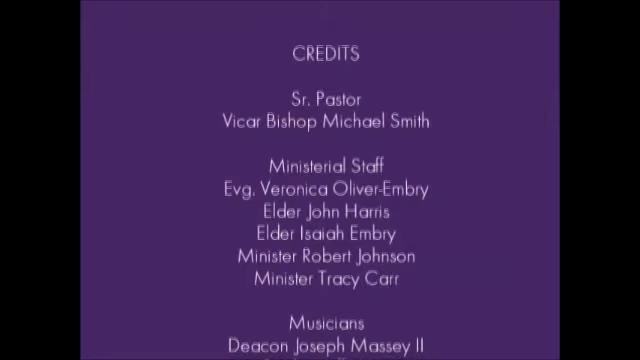 CREDITS
Sr. Pastor
Vicar Bishop Michael Smith
Ministerial Staff
Evg. Veronica Oliver-Embry
Elder John Harris
Elder Isaiah Embry
Minister Robert Johnson
Minister Tracy Carr
Musicians
Deacon Joseph Massey II